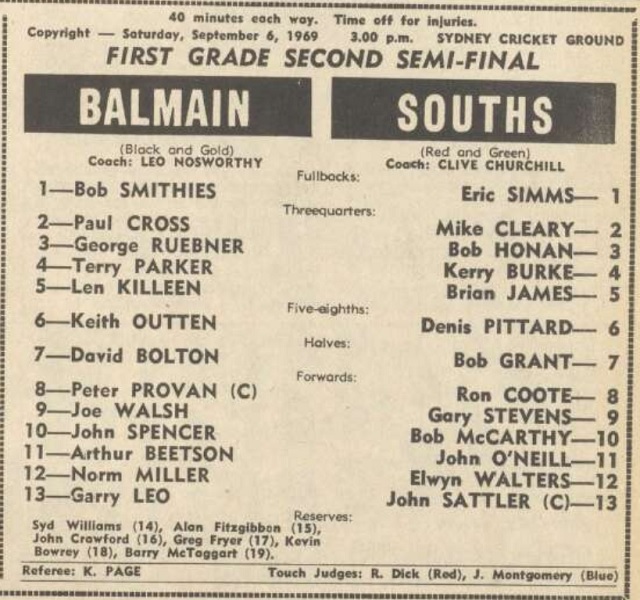 40 minutes each way. Time off for injuries.
Copyright — Saturday, September 6, 1969 3.00 p.m. SYDNEY CRICKET GROUND
FIRST GRADE SECOND SEMI-FINAL
BALMAIN SOUTHS
(Black and Gold) (Red and Green)
Coach: LEO NOSWORTHY Coach: CLIVE CHURCHILL
Fullbacks:
1—Bob SMITHIES Eric SIMMS— 1
Threequarters:
2—Paul CROSS Mike CLEARY— 2
3—George RUEBNER Bob HONAN— 3
4—Terry PARKER Kerry BURKE— 4
5—Len KILLEEN Brian JAMES— 5
Five-eighths:
6—Keith OUTTEN Denis PITTARD— 6
Halves:
7—David BOLTON Bob GRANT— 7
Forwards:
8—Peter PROVAN (C) Ron COOTE— 8
9—Joe WALSH Gary STEVENS— 9
10—John SPENCER Bob McCARTHY—10
11—Arthur BEETSON John O'NEILL—11
12—Norm MILLER Elwyn WALTERS—12
13—Garry LEO John SATTLER (C)—13
Reserves:
Syd Williams (14), Alan Fitzgibbon (15),
John Crawford (16), Greg Fryer (17), Kevin
Bowrey (18), Barry McTaggart (19).
Referee: K. PAGE Touch Judges: R. Dick (Red), J. Montgomery (Blue)